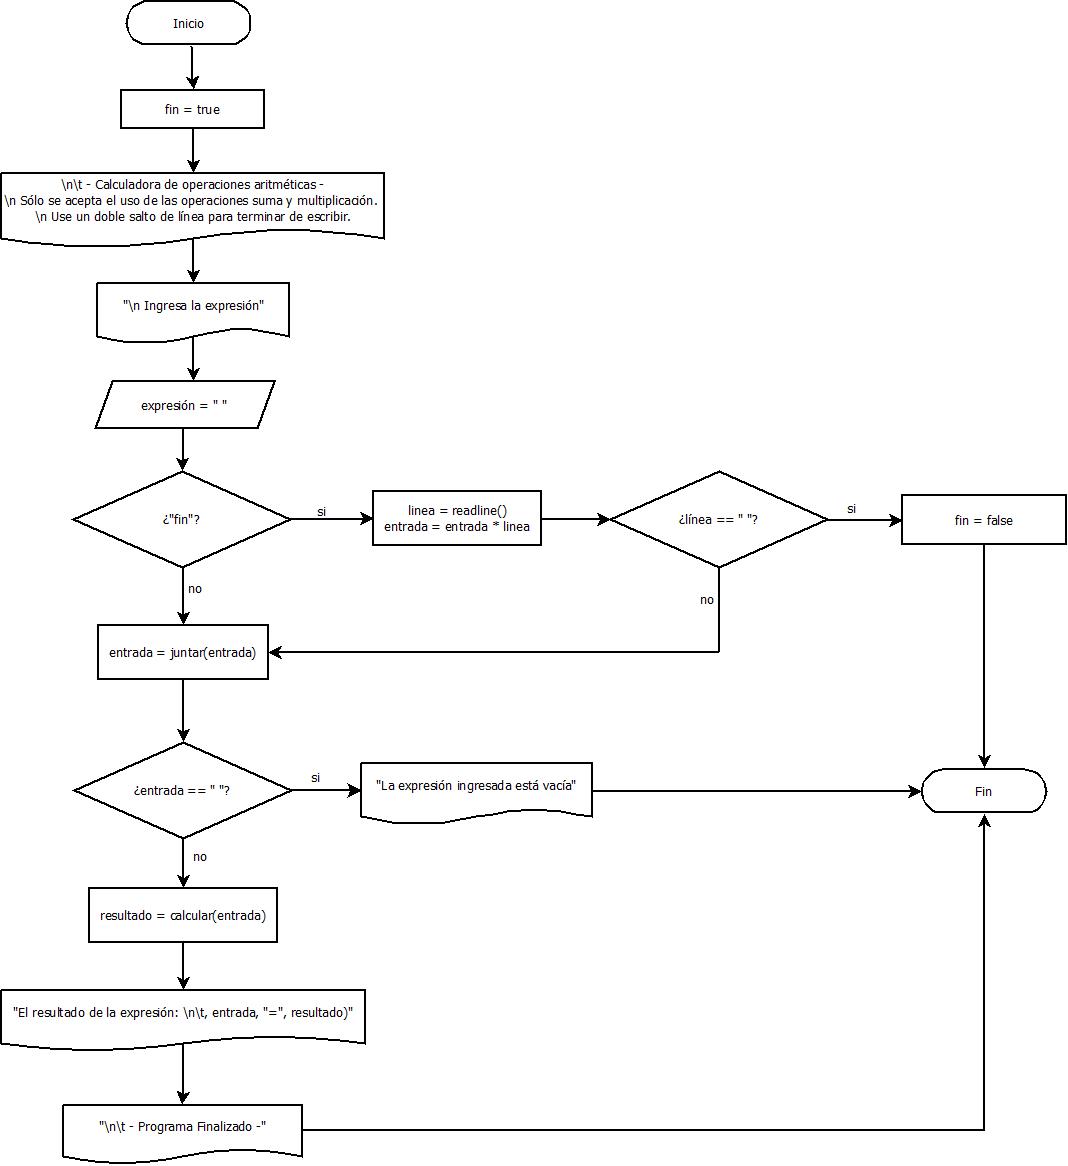 Inicio
fin = true
\n\t - Calculadora de operaciones aritméticas -
\n Sólo se acepta el uso de las operaciones suma y multiplicación.
\n Use un doble salto de línea para terminar de escribir.
"\n Ingresa la expresión"
expresión = " "
¿"fin"?
si
linea = readline()
entrada = entrada * linea
¿línea == " "?
si
fin = false
no
no
entrada = juntar(entrada)
¿entrada == " "?
si
"La expresión ingresada está vacía"
Fin
no
resultado = calcular(entrada)
"El resultado de la expresión: \n\t, entrada, "=", resultado)"
"\n\t - Programa Finalizado -"